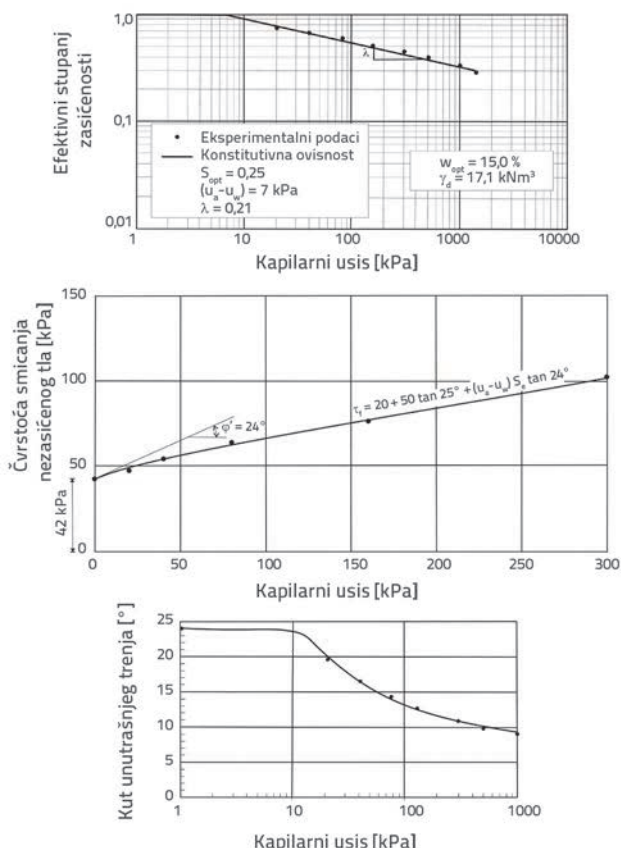 Efektivni stupanj
zasićenosti
1,0
0,1
0,01
λ
• Eksperimentalni podaci
— Konstitutivna ovisnost
S_opt = 0,25
(u_a-u_w) = 7 kPa
λ = 0,21
w_opt = 15,0 %
γ_d = 17,1 kNm³
1 10 100 1000 10000
Kapilarni usis [kPa]
Čvrstoća smicanja
nezasićenog tla [kPa]
150
100
50
0
42 kPa
φ' = 24°
τ_f = 20 + 50 tan 25° + (u_a-u_w) S_e tan 24°
0 50 100 150 200 250 300
Kapilarni usis [kPa]
Kut unutrašnjeg trenja [°]
25
20
15
10
5
0
1 10 100 1000
Kapilarni usis [kPa]